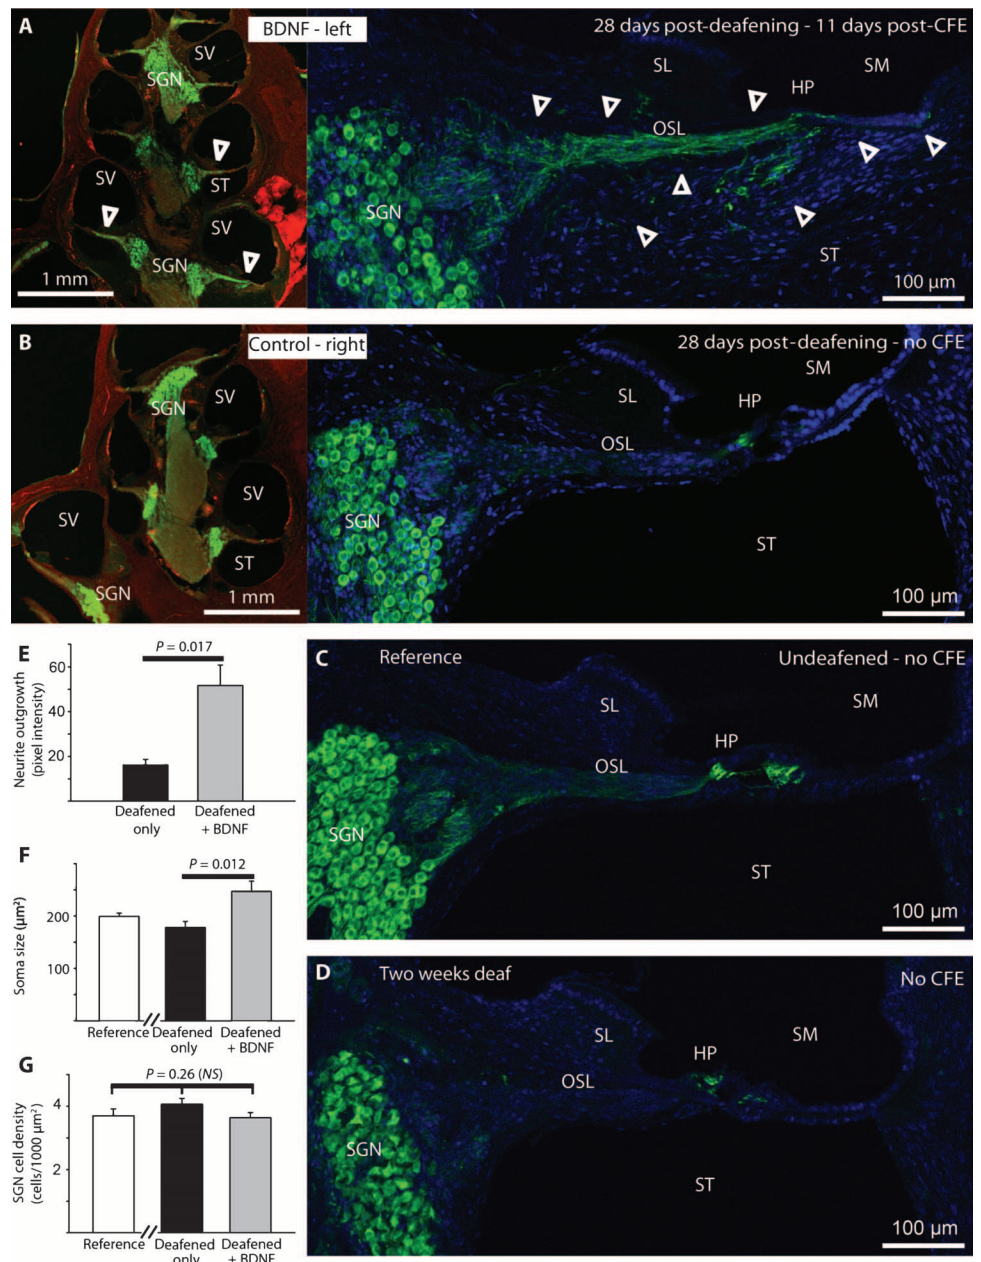 A
BDNF - left
28 days post-deafening - 11 days post-CFE
SV
SGN
SV
ST
SV
SGN
1 mm
SL
SM
HP
OSL
SGN
ST
100 µm
B
Control - right
28 days post-deafening - no CFE
SGN
SV
SV
SV
ST
SGN
1 mm
SM
SL
HP
OSL
SGN
ST
100 µm
E
P = 0.017
Neurite outgrowth
(pixel intensity)
60
40
20
Deafened
only
Deafened
+ BDNF
F
P = 0.012
Soma size (µm²)
200
100
Reference
Deafened
only
Deafened
+ BDNF
G
P = 0.26 (NS)
SGN cell density
(cells/1000 µm²)
4
2
Reference
Deafened
only
Deafened
+ BDNF
C
Reference
Undeafened - no CFE
SL
SM
HP
OSL
SGN
ST
100 µm
D
Two weeks deaf
No CFE
SL
SM
HP
OSL
SGN
ST
100 µm